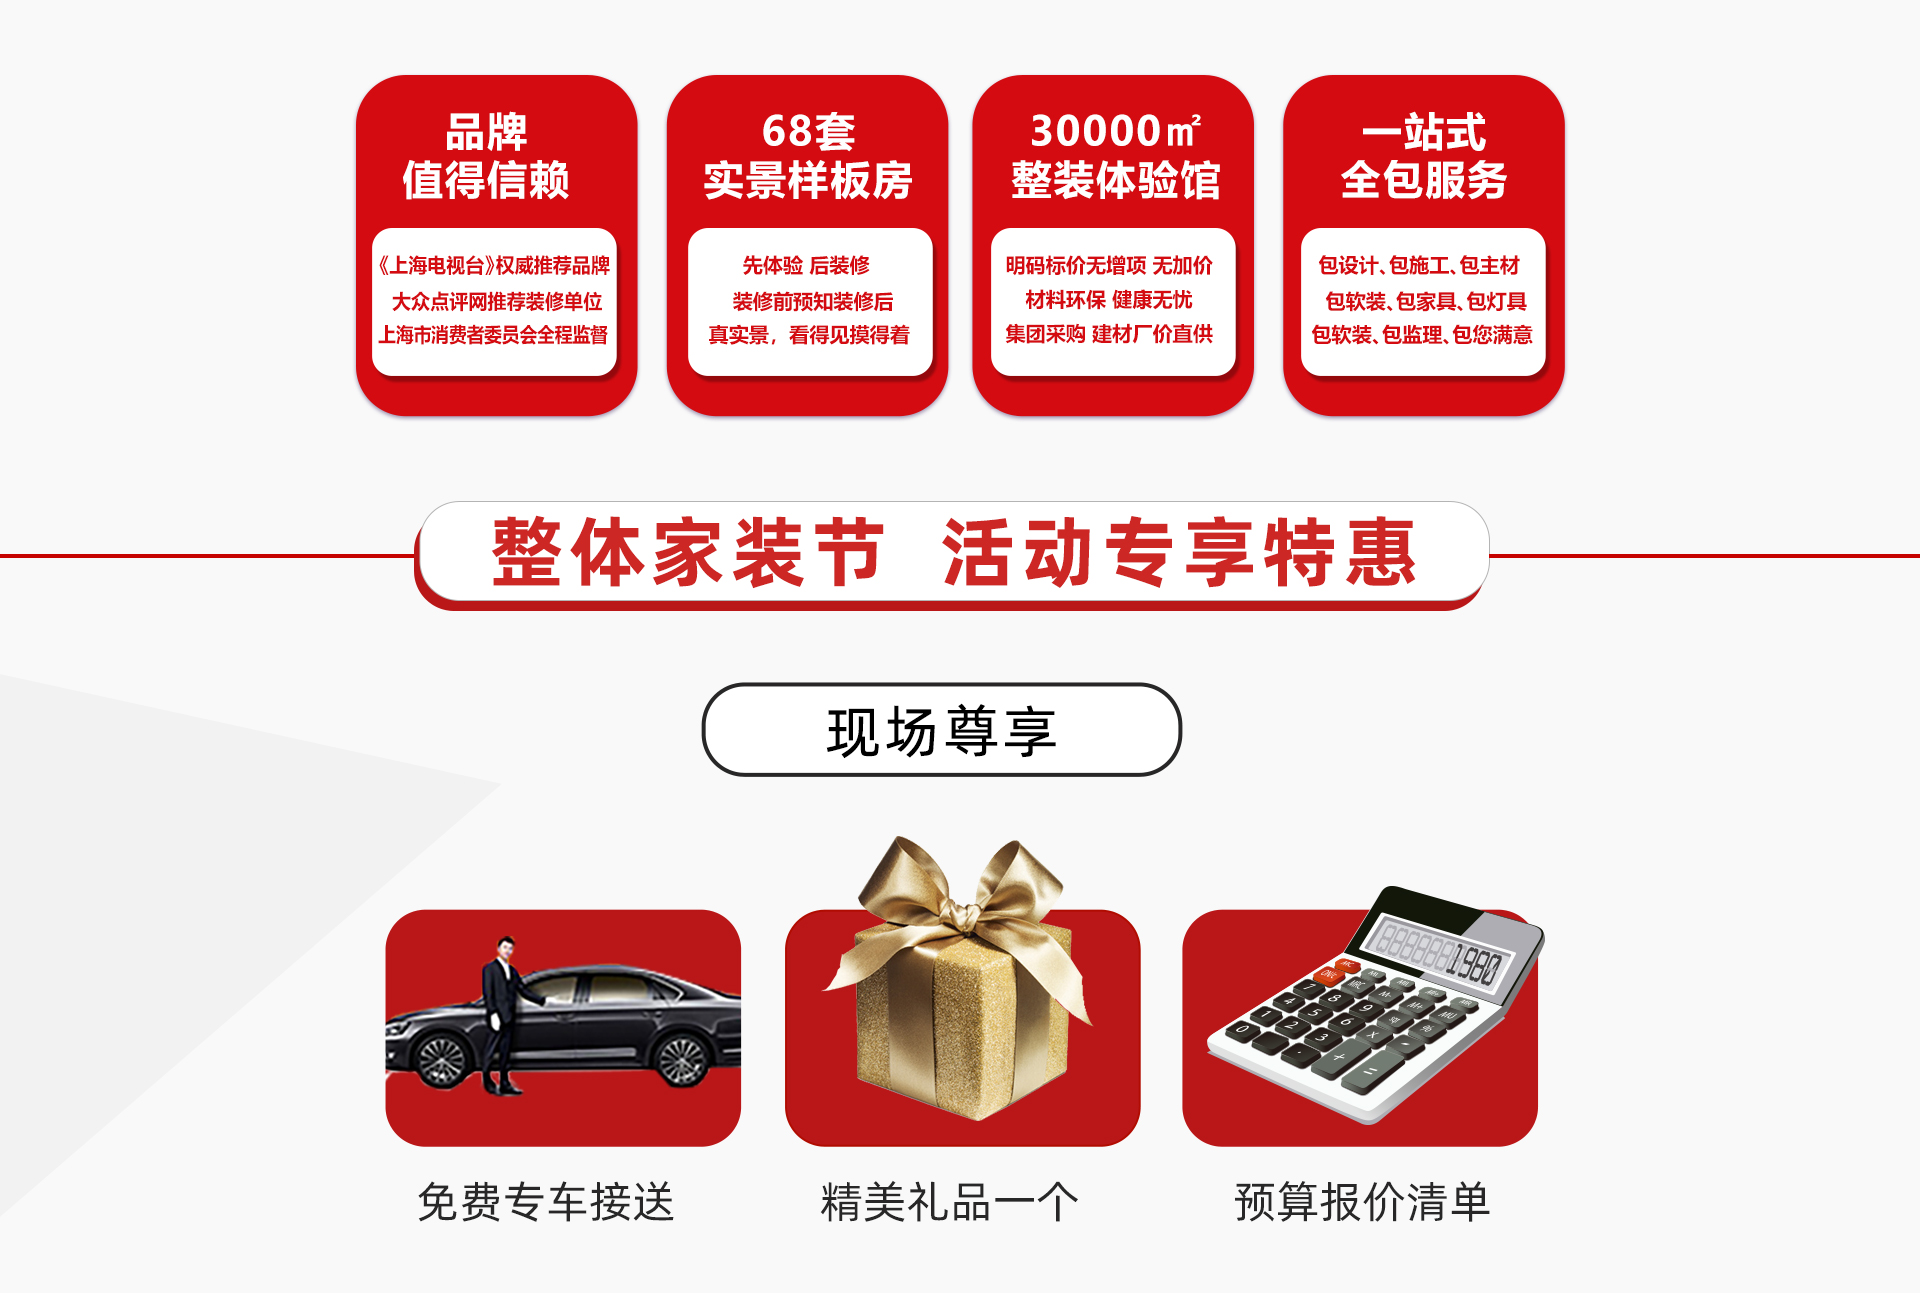 品牌
值得信赖
《上海电视台》权威推荐品牌
大众点评网推荐装修单位
上海市消费者委员会全程监督
68套
实景样板房
先体验 后装修
装修前预知装修后
真实景，看得见摸得着
30000㎡
整装体验馆
明码标价无增项 无加价
材料环保 健康无忧
集团采购 建材厂价直供
一站式
全包服务
包设计、包施工、包主材
包软装、包家具、包灯具
包软装、包监理、包您满意
整体家装节 活动专享特惠
现场尊享
免费专车接送
精美礼品一个
预算报价清单